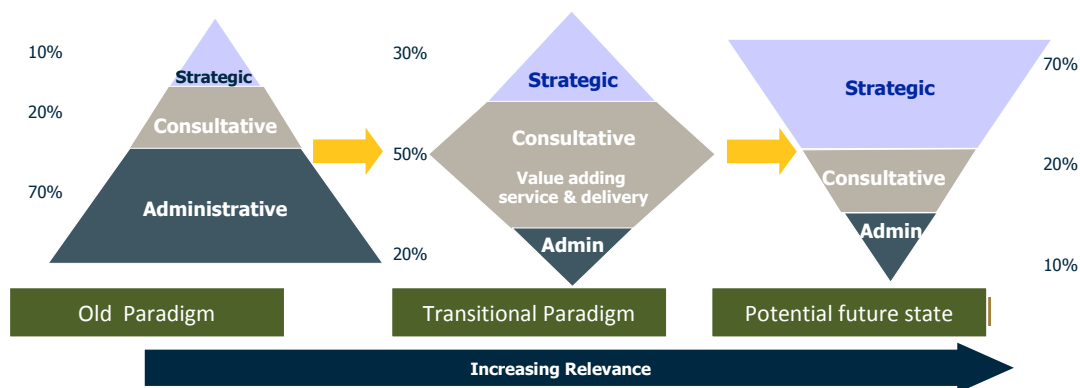 10%
Strategic
20%
Consultative
70%
Administrative
Old Paradigm
30%
Strategic
50%
Consultative
Value adding
service & delivery
20%
Admin
Transitional Paradigm
70%
Strategic
20%
Consultative
Admin
10%
Potential future state
Increasing Relevance